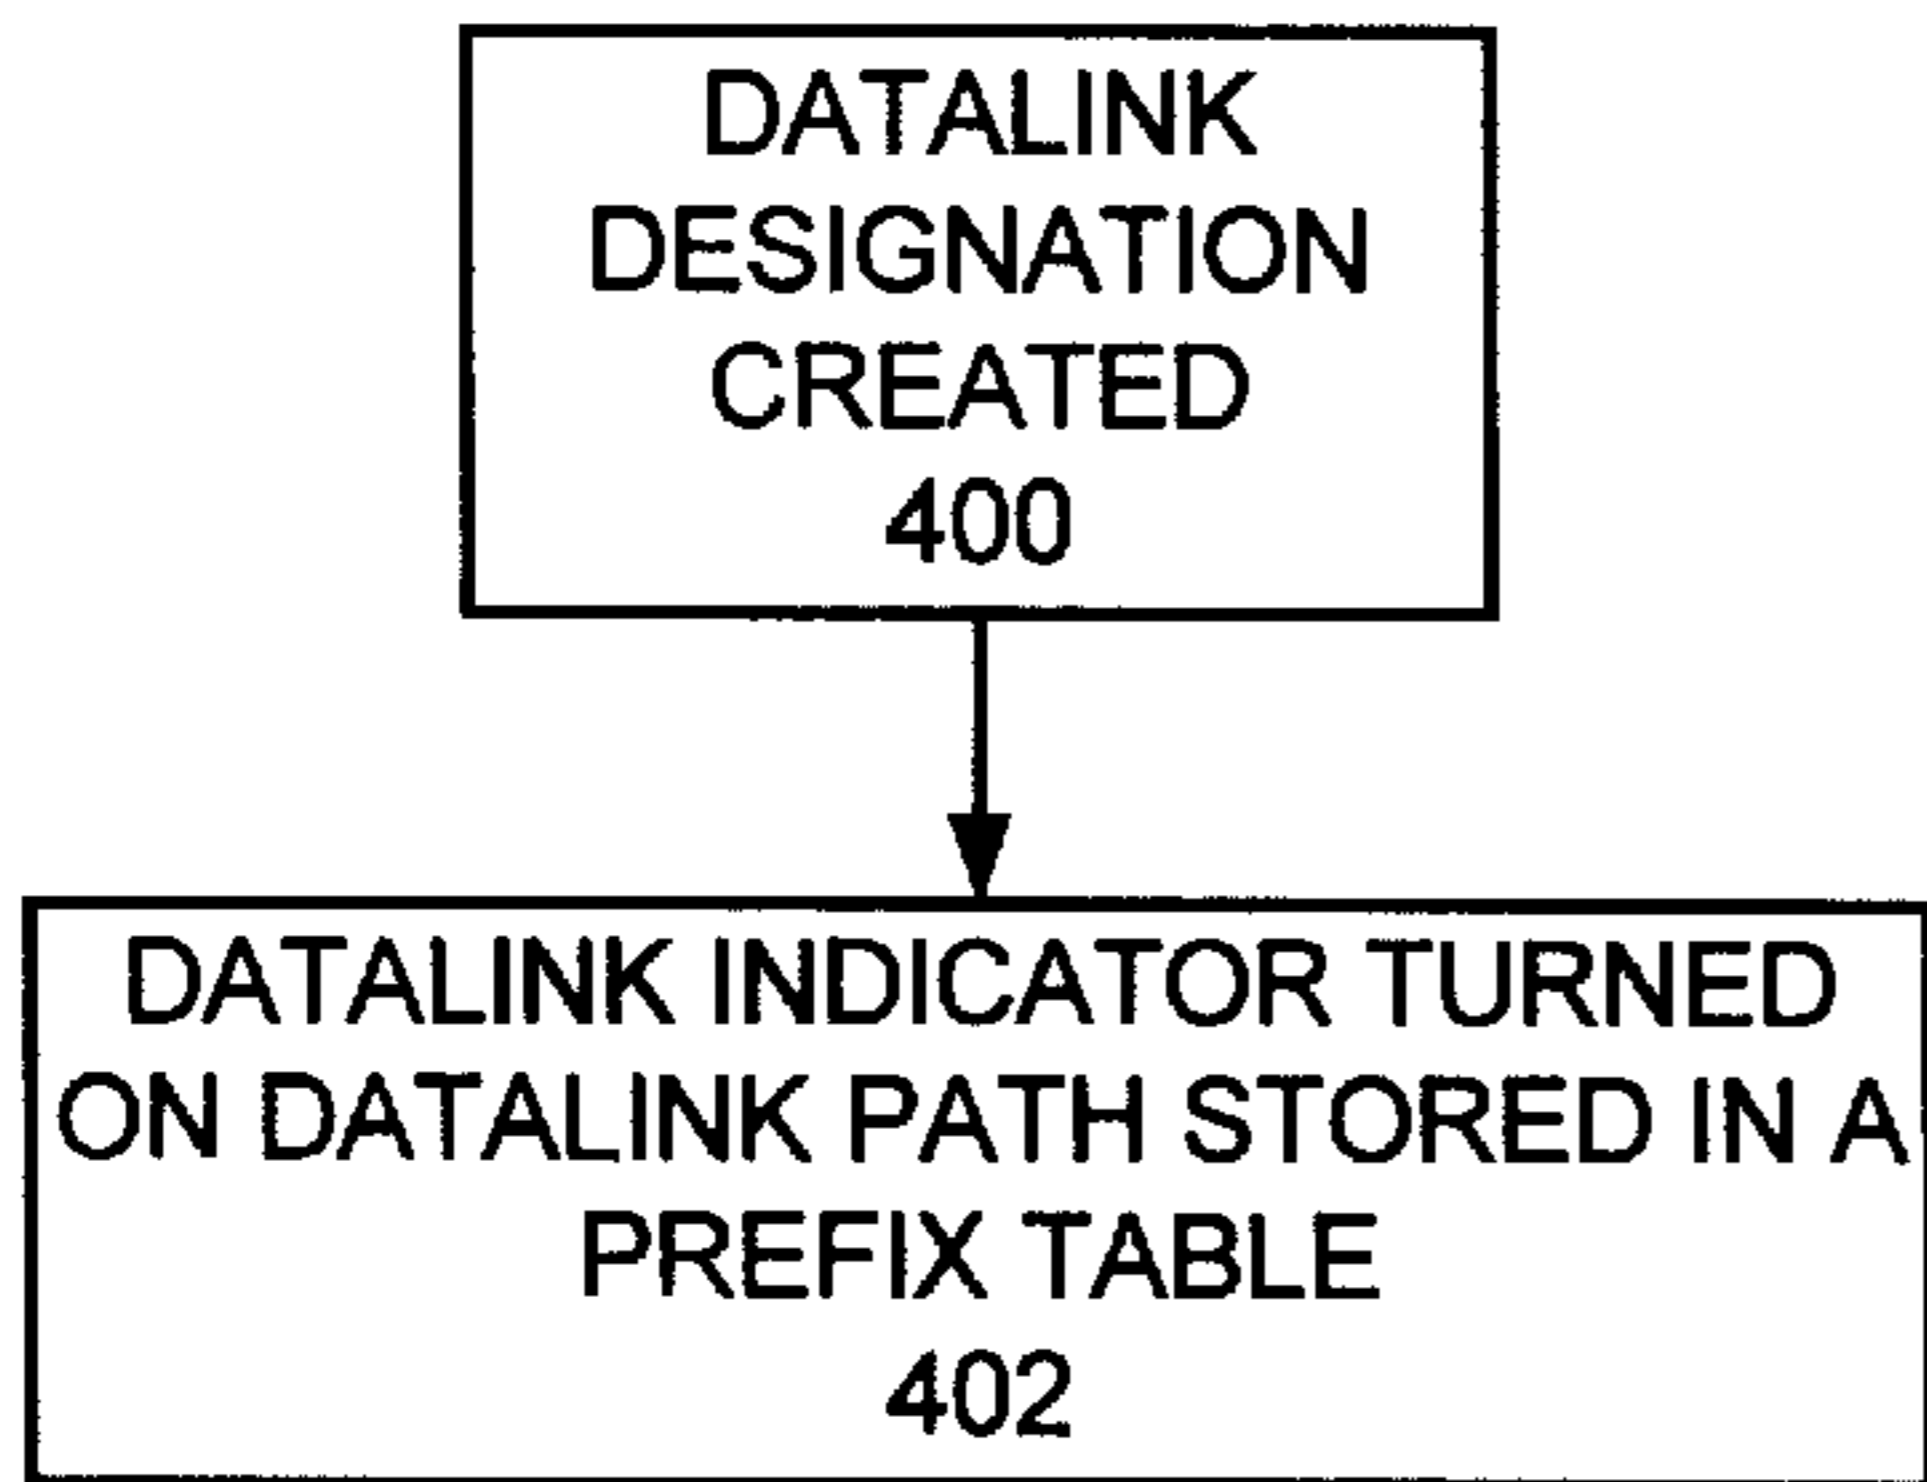 DATALINK
DESIGNATION
CREATED
400
DATALINK INDICATOR TURNED
ON DATALINK PATH STORED IN A
PREFIX TABLE
402